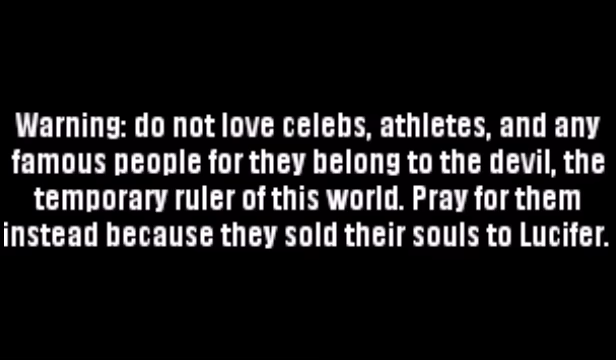 Warning: do not love celebs, athletes, and any
famous people for they belong to the devil, the
temporary ruler of this world. Pray for them
instead because they sold their souls to Lucifer.